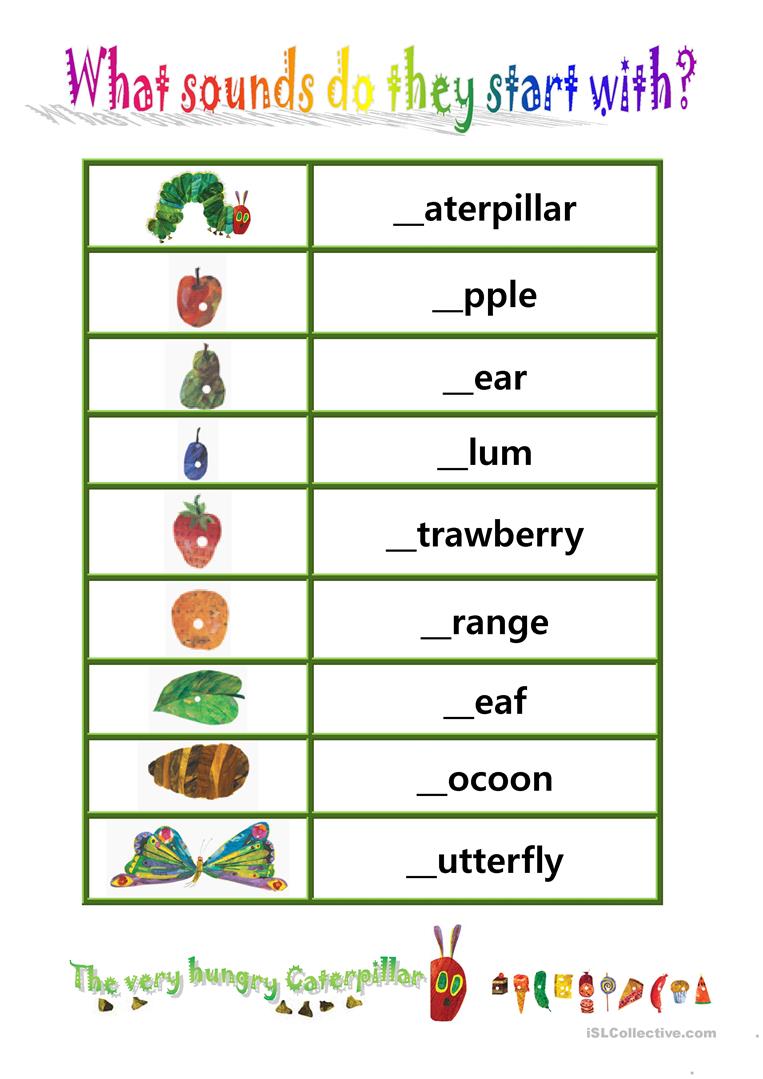 What sounds do they start with?
__aterpillar
__pple
__ear
__lum
__trawberry
__range
__eaf
__ocoon
__utterfly
The very hungry Caterpillar
iSLCollective.com